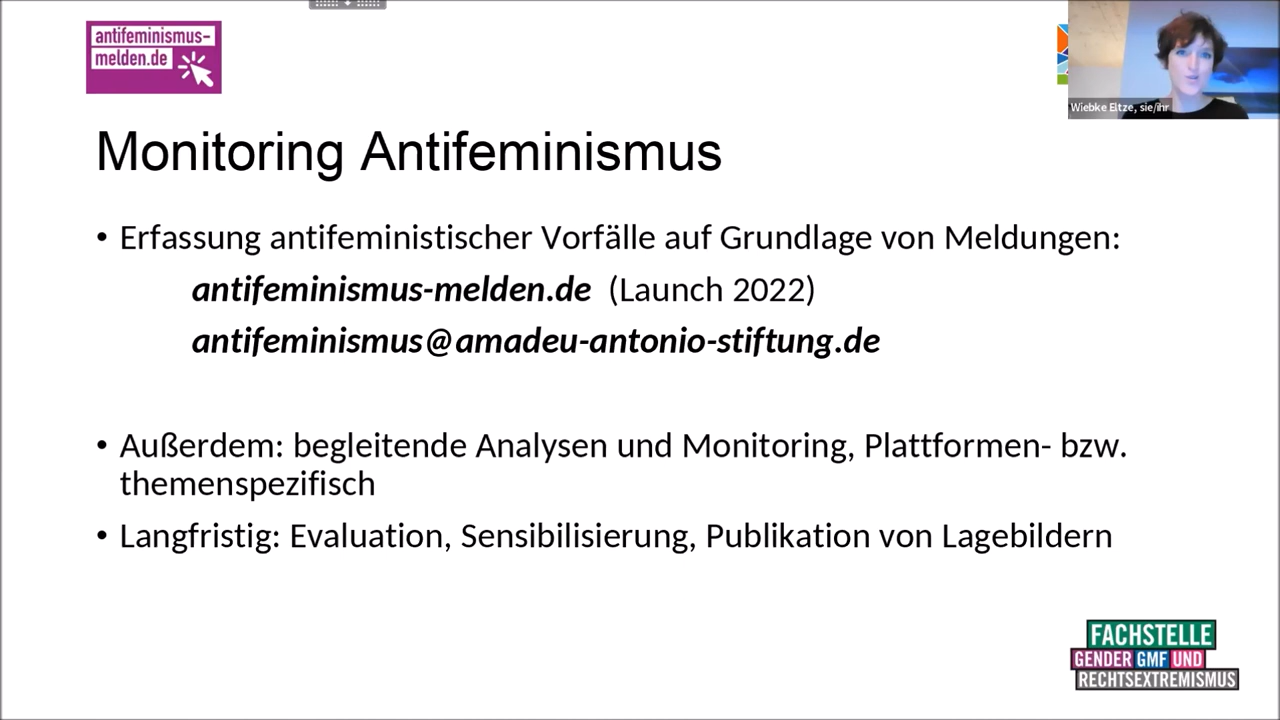 antifeminismus-
melden.de
Wiebke Eltze, sie/ihr
Monitoring Antifeminismus
• Erfassung antifeministischer Vorfälle auf Grundlage von Meldungen:
antifeminismus-melden.de (Launch 2022)
antifeminismus@amadeu-antonio-stiftung.de
• Außerdem: begleitende Analysen und Monitoring, Plattformen- bzw.
themenspezifisch
• Langfristig: Evaluation, Sensibilisierung, Publikation von Lagebildern
FACHSTELLE
GENDER GMF UND
RECHTSEXTREMISMUS